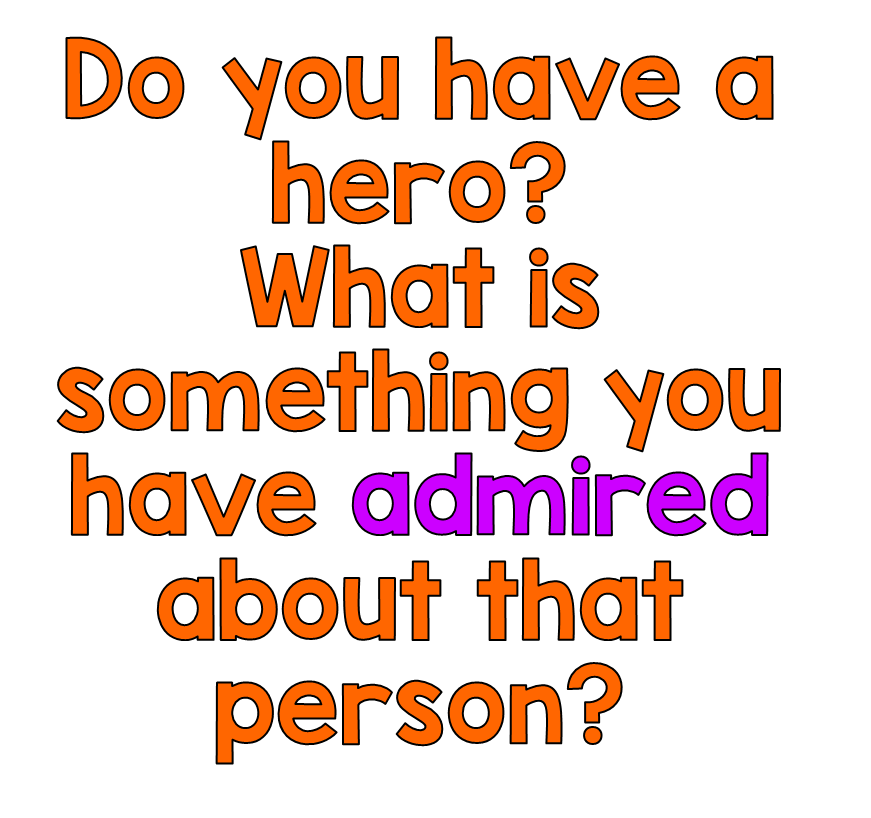 Do you have a
hero?
What is
something you
have admired
about that
person?